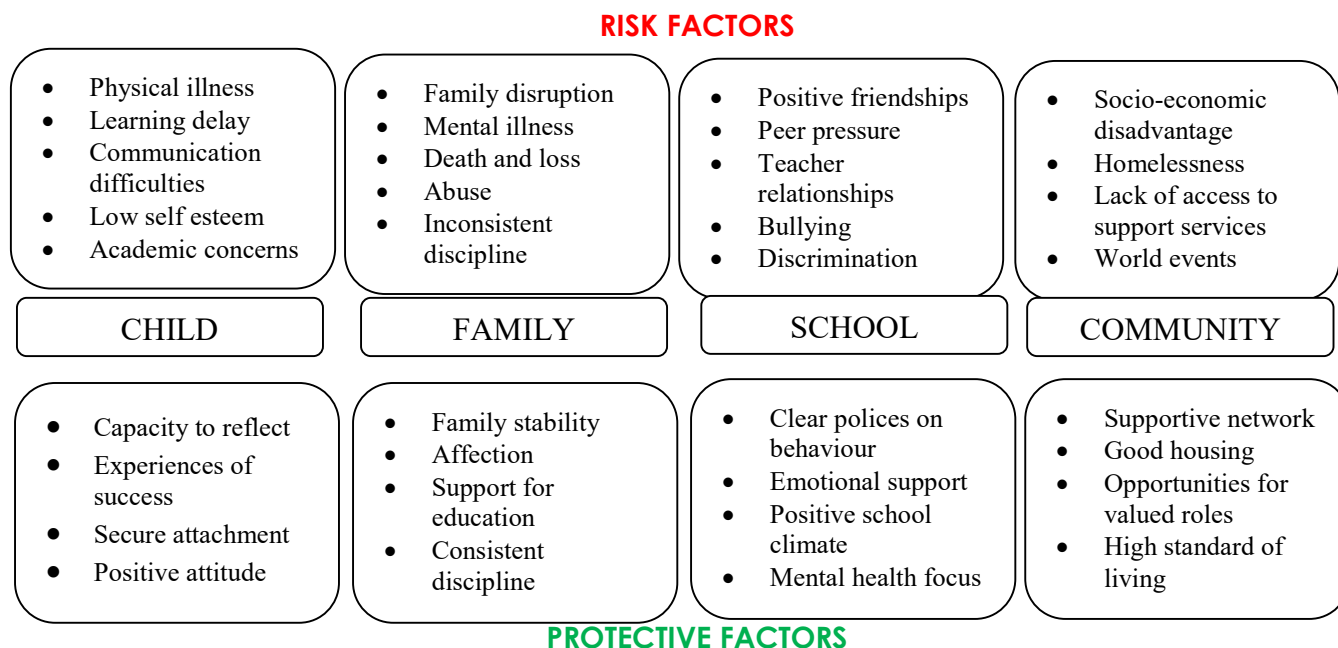 RISK FACTORS
• Physical illness
• Learning delay
• Communication
difficulties
• Low self esteem
• Academic concerns
• Family disruption
• Mental illness
• Death and loss
• Abuse
• Inconsistent
discipline
• Positive friendships
• Peer pressure
• Teacher
relationships
• Bullying
• Discrimination
• Socio-economic
disadvantage
• Homelessness
• Lack of access to
support services
• World events
CHILD
FAMILY
SCHOOL
COMMUNITY
• Capacity to reflect
• Experiences of
success
• Secure attachment
• Positive attitude
• Family stability
• Affection
• Support for
education
• Consistent
discipline
• Clear polices on
behaviour
• Emotional support
• Positive school
climate
• Mental health focus
• Supportive network
• Good housing
• Opportunities for
valued roles
• High standard of
living
PROTECTIVE FACTORS